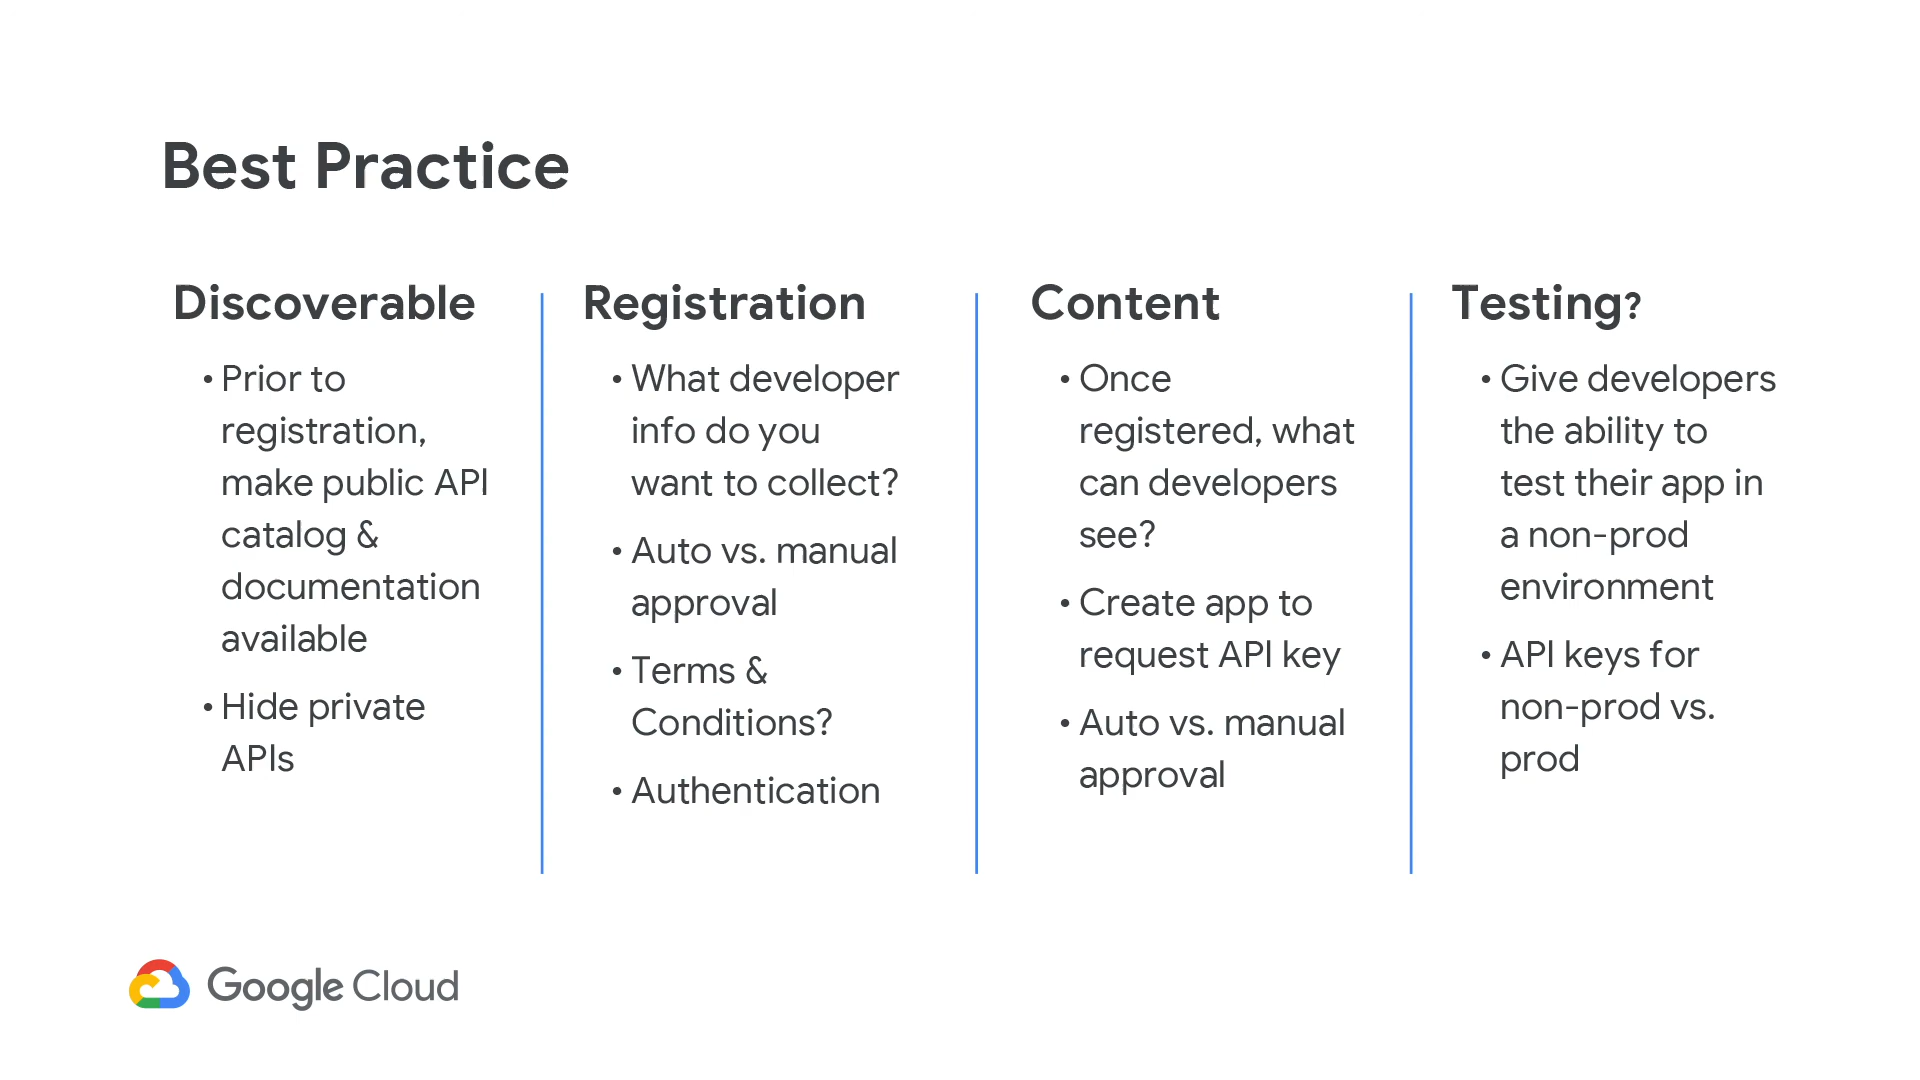 Best Practice
Discoverable
• Prior to
registration,
make public API
catalog &
documentation
available
• Hide private
APIs
Registration
• What developer
info do you
want to collect?
• Auto vs. manual
approval
• Terms &
Conditions?
• Authentication
Content
• Once
registered, what
can developers
see?
• Create app to
request API key
• Auto vs. manual
approval
Testing?
• Give developers
the ability to
test their app in
a non-prod
environment
• API keys for
non-prod vs.
prod
Google Cloud